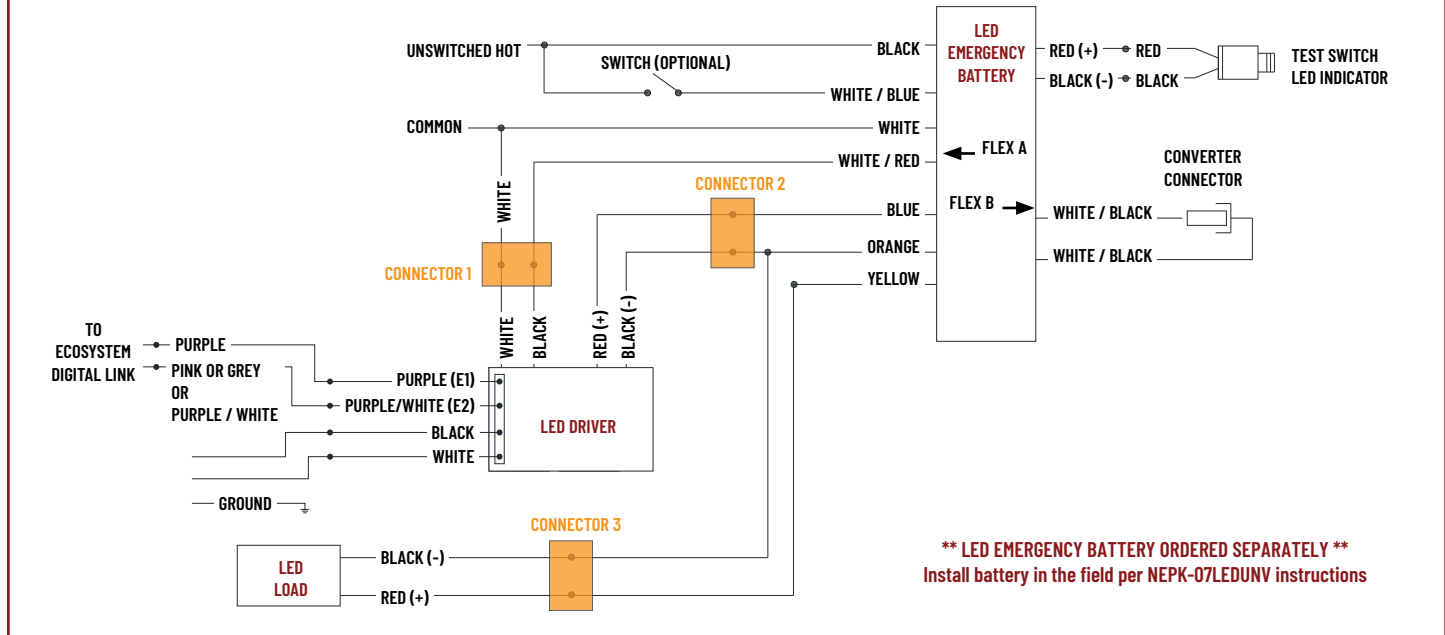 UNSWITCHED HOT
SWITCH (OPTIONAL)
BLACK
WHITE / BLUE
COMMON
WHITE
WHITE / RED
LED
EMERGENCY
BATTERY
FLEX A
FLEX B
RED (+)
RED
BLACK (-)
BLACK
TEST SWITCH
LED INDICATOR
CONVERTER
CONNECTOR
WHITE / BLACK
WHITE / BLACK
CONNECTOR 2
BLUE
ORANGE
YELLOW
WHITE
CONNECTOR 1
WHITE
BLACK
RED (+)
BLACK (-)
TO
ECOSYSTEM
DIGITAL LINK
PURPLE
PINK OR GREY
OR
PURPLE / WHITE
PURPLE (E1)
PURPLE/WHITE (E2)
BLACK
WHITE
LED DRIVER
GROUND
CONNECTOR 3
LED
LOAD
BLACK (-)
RED (+)
** LED EMERGENCY BATTERY ORDERED SEPARATELY **
Install battery in the field per NEPK-07LEDUNV instructions